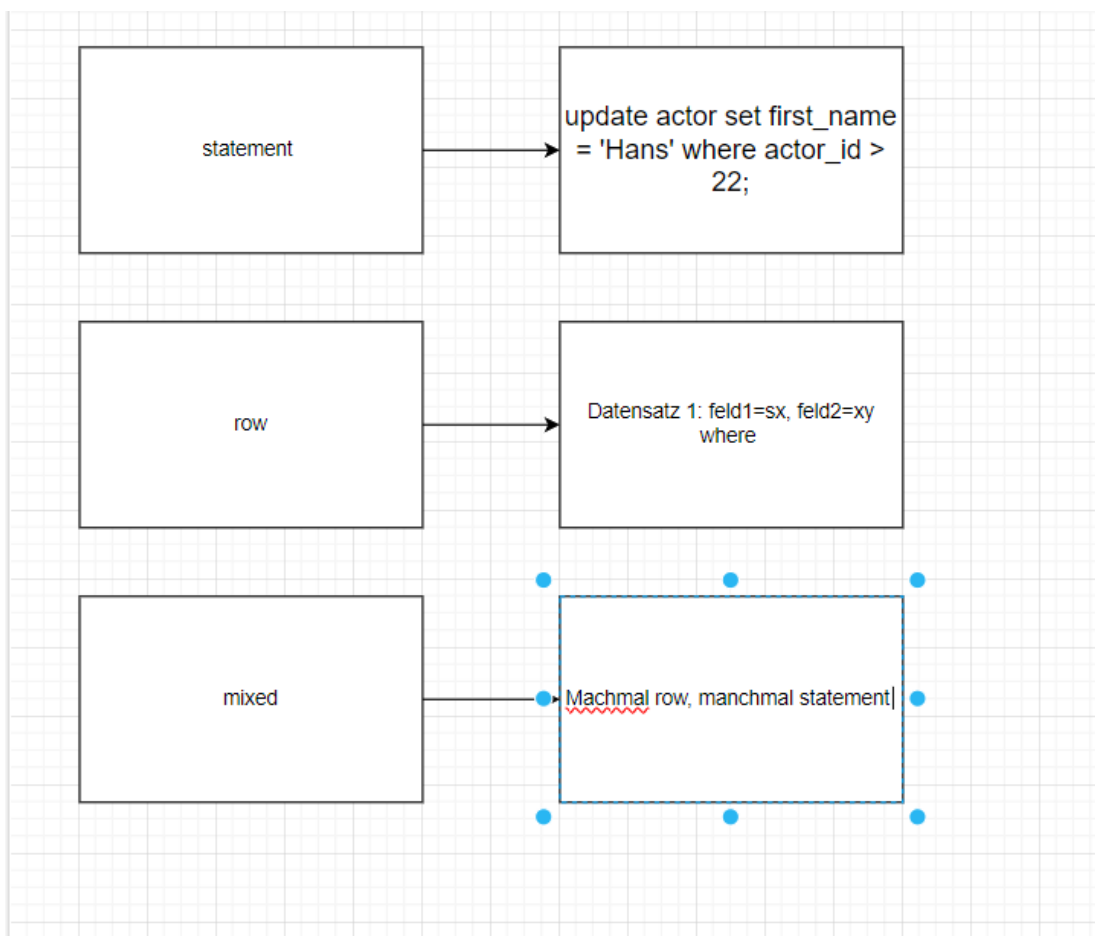 statement
update actor set first_name
= 'Hans' where actor_id >
22;
row
Datensatz 1: feld1=sx, feld2=xy
where
mixed
Machmal row, manchmal statement